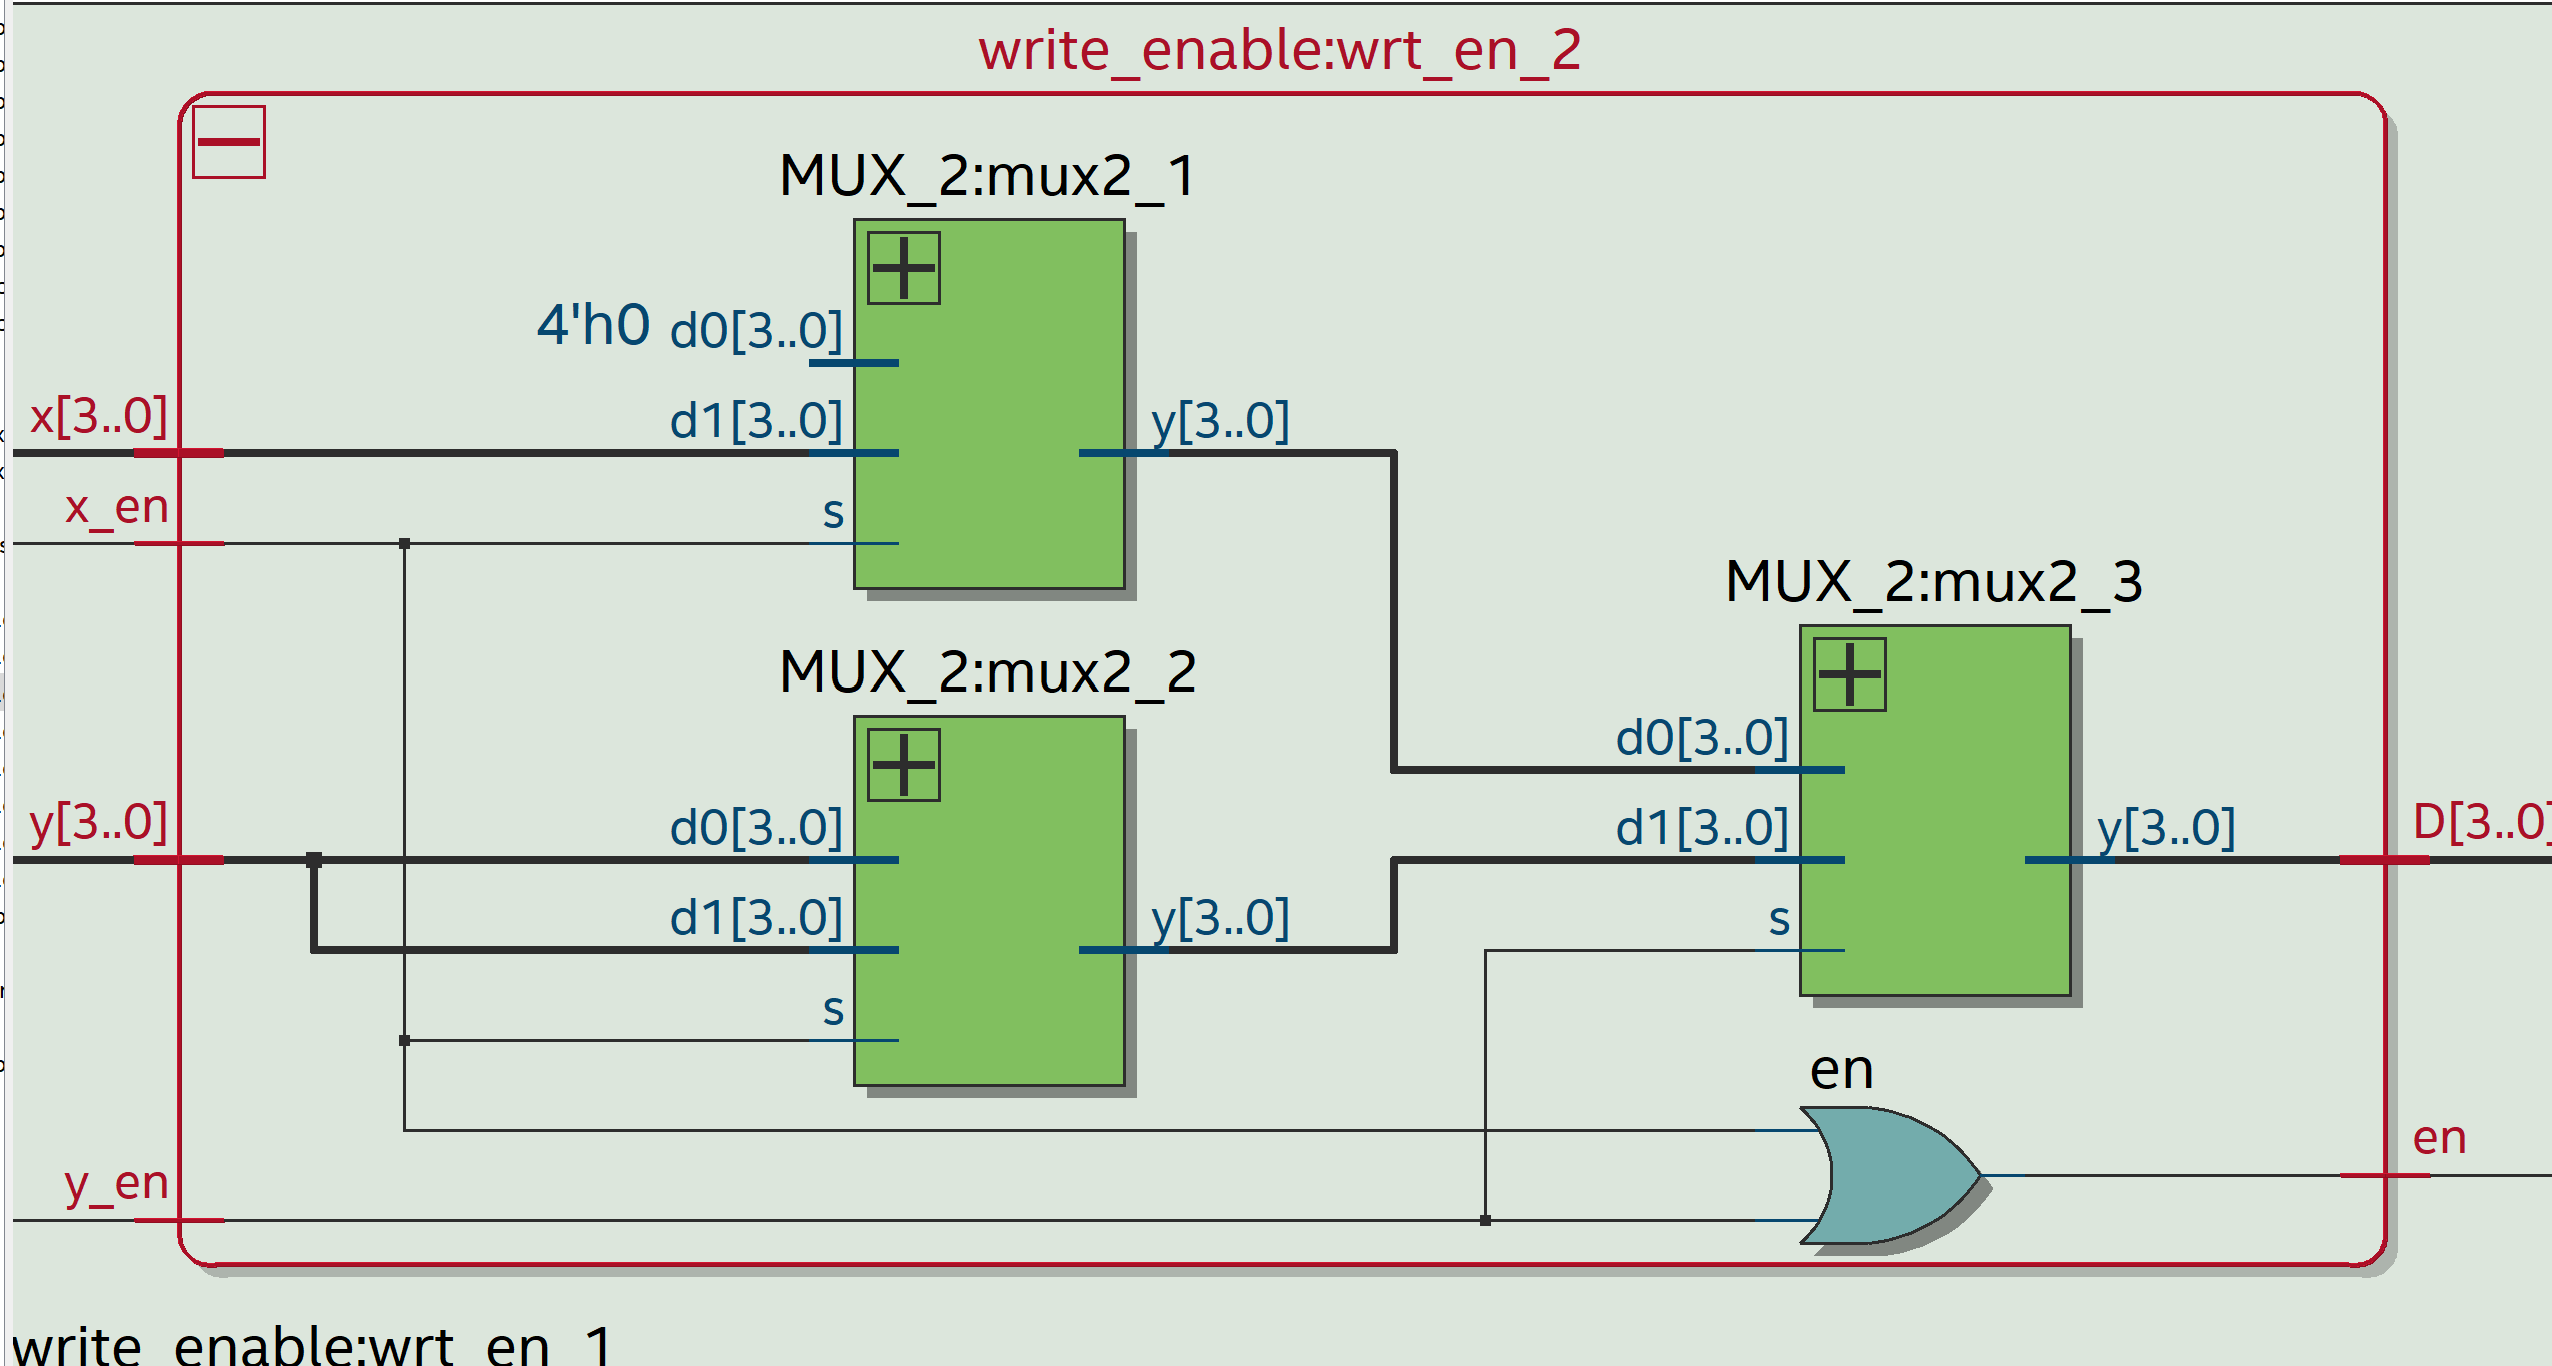 write_enable:wrt_en_2
MUX_2:mux2_1
4'h0 d0[3..0]
x[3..0] d1[3..0] y[3..0]
x_en s
MUX_2:mux2_3
MUX_2:mux2_2
d0[3..0]
y[3..0] d0[3..0] d1[3..0] y[3..0] D[3..0]
d1[3..0] y[3..0] s
s
en
en
y_en
write_enable:wrt_en_1